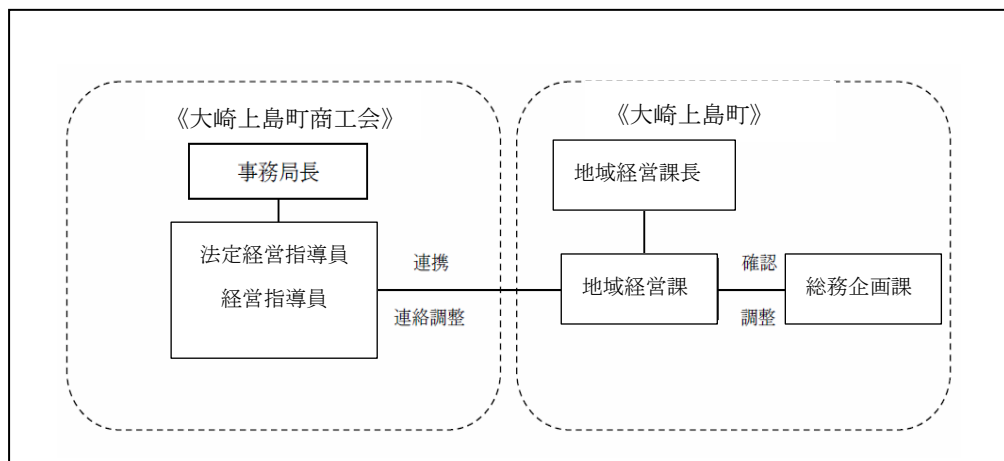 《大崎上島町商工会》
事務局長
法定経営指導員
経営指導員
連携
連絡調整
《大崎上島町》
地域経営課長
地域経営課
確認
調整
総務企画課